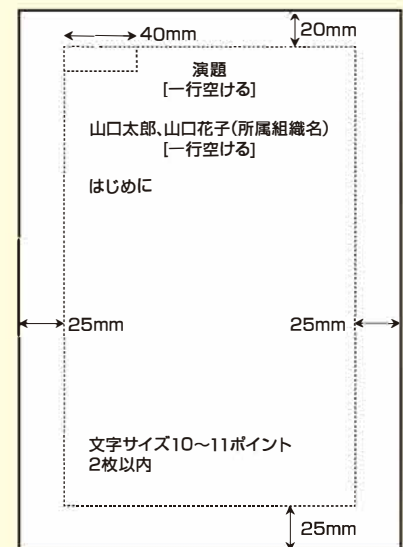 40mm
20mm
演題
[一行空ける]
山口太郎、山口花子(所属組織名)
[一行空ける]
はじめに
25mm
25mm
文字サイズ10〜11ポイント
2枚以内
25mm